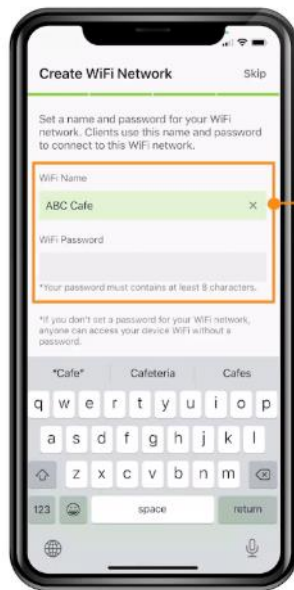 Create WiFi Network
Skip
Set a name and password for your WiFi
network. Clients use this name and password
to connect to this WiFi network.
WiFi Name
ABC Cafe ×
WiFi Password
*Your password must contains at least 8 characters.
*If you don't set a password for your WiFi network,
anyone can access your device WiFi without a
password.
"Cafe" Cafeteria Cafes
q w e r t y u i o p
a s d f g h j k l
z x c v b n m
123 space return